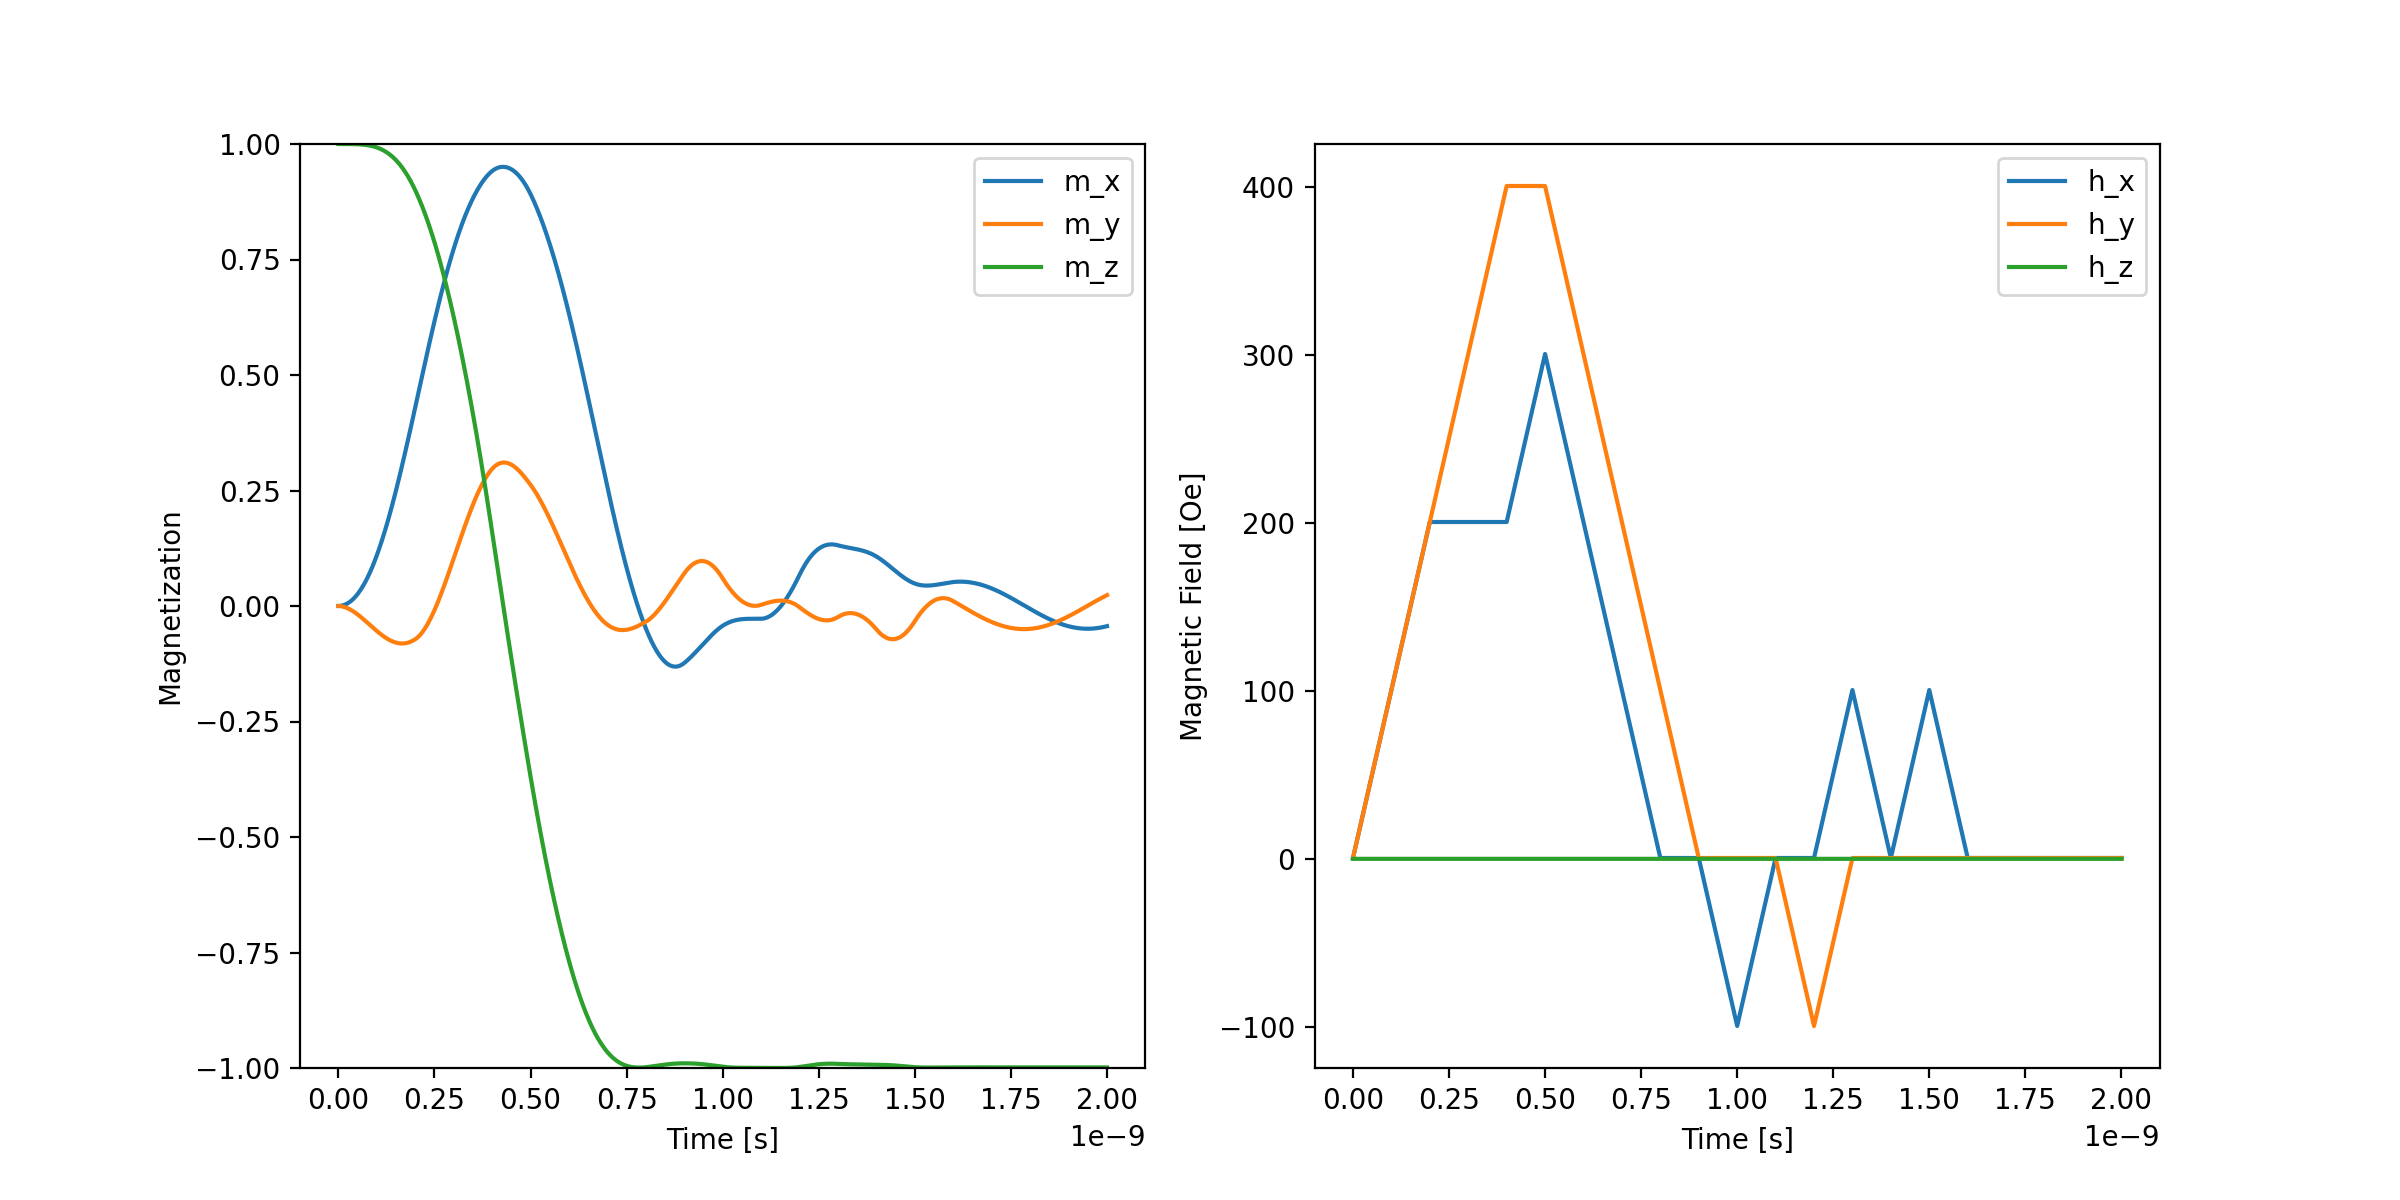 1.00
0.75
0.50
0.25
0.00
−0.25
−0.50
−0.75
−1.00
Magnetization
0.00 0.25 0.50 0.75 1.00 1.25 1.50 1.75 2.00
Time [s]
1e−9
m_x
m_y
m_z
400
300
200
100
0
−100
Magnetic Field [Oe]
0.00 0.25 0.50 0.75 1.00 1.25 1.50 1.75 2.00
Time [s]
1e−9
h_x
h_y
h_z